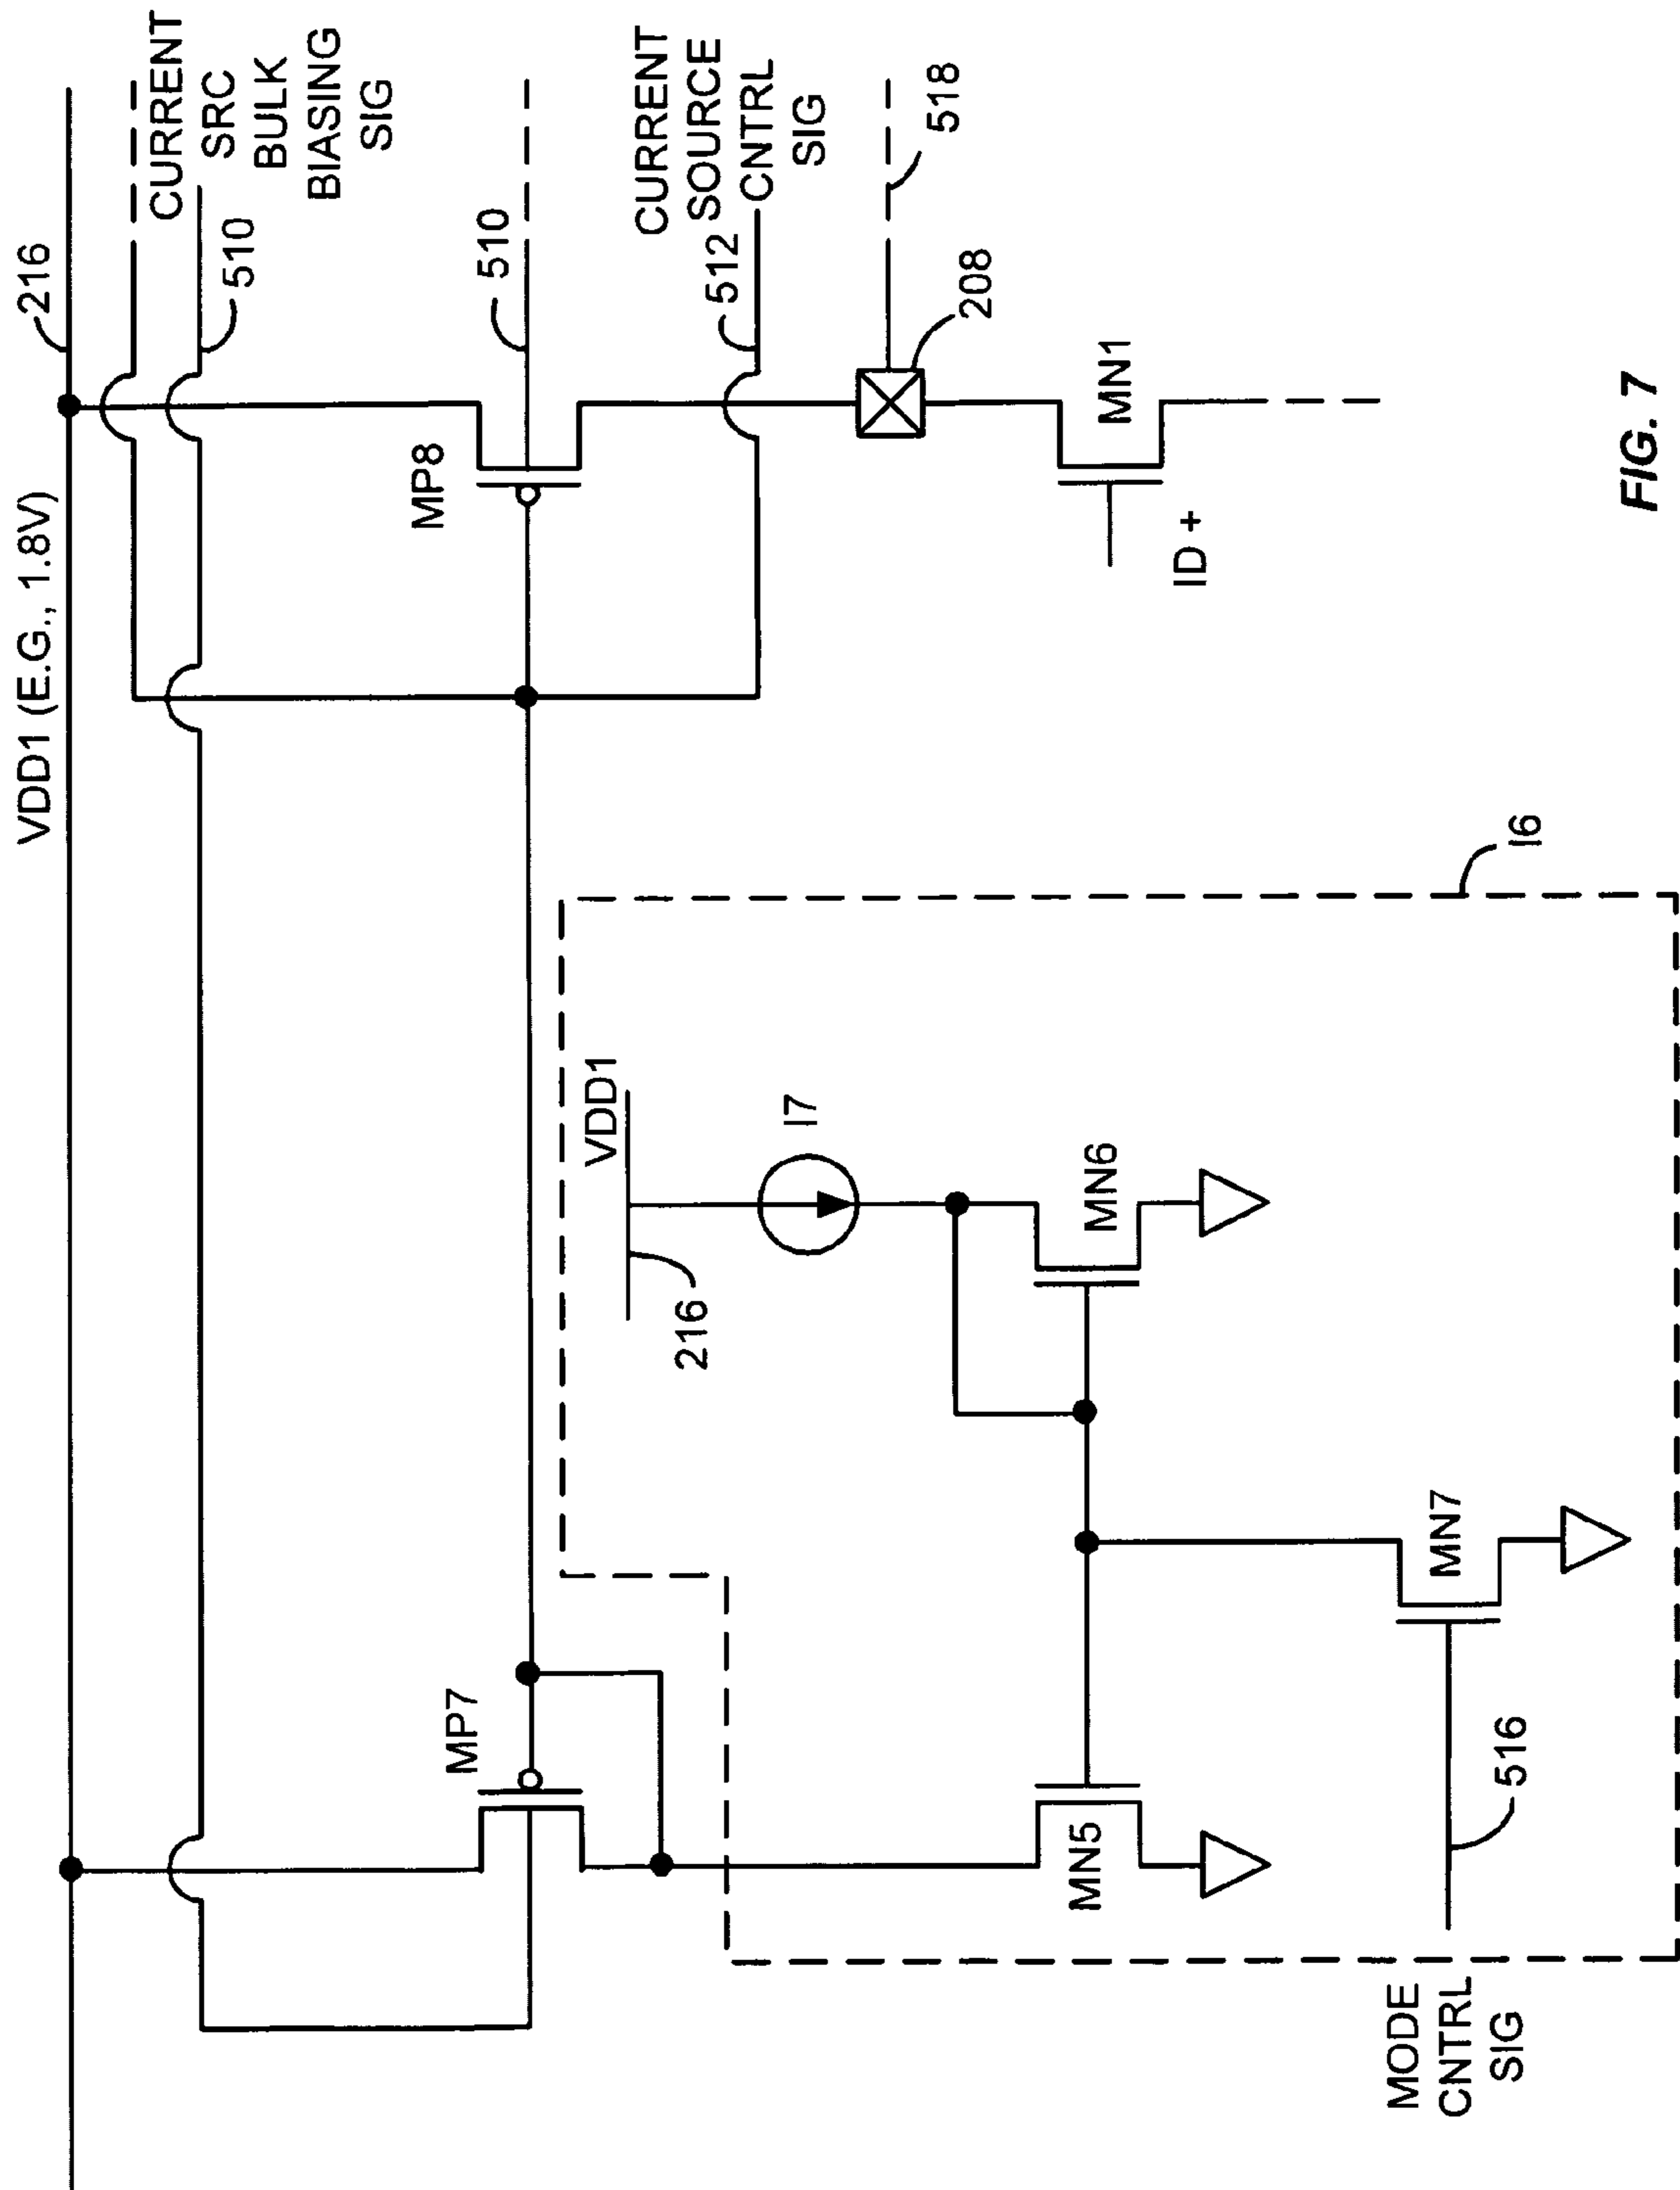 VDD1 (E.G., 1.8V)
216
CURRENT
SRC
BULK
BIASING
SIG
510
MP7
MP8
510
CURRENT
SOURCE
CNTRL
SIG
512
518
208
VDD1
216
I7
MN5
MN6
MN1
ID +
MN7
516
I6
MODE
CNTRL
SIG
FIG. 7